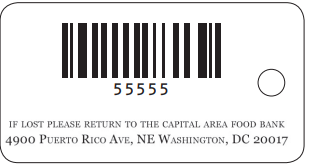 55555
IF LOST PLEASE RETURN TO THE CAPITAL AREA FOOD BANK
4900 PUERTO RICO AVE, NE WASHINGTON, DC 20017